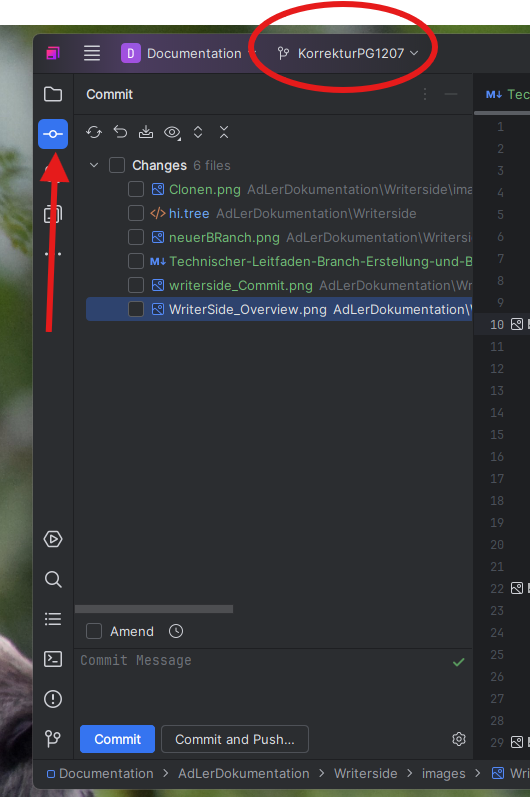 D Documentation KorrekturPG1207
Commit
Changes 6 files
Clonen.png AdLerDokumentation\Writerside\ima
hi.tree AdLerDokumentation\Writerside
neuerBRanch.png AdLerDokumentation\Writersi
M↓ Technischer-Leitfaden-Branch-Erstellung-und-B
writerside_Commit.png AdLerDokumentation\Wr
WriterSide_Overview.png AdLerDokumentation\
Amend
Commit Message
Commit
Commit and Push...
Documentation > AdLerDokumentation > Writerside > images > Wri
M↓ Tec
1
2
3
4
5
6
7
8
9
10
11
12
13
14
15
16
17
18
19
20
21
22
23
24
25
26
27
28
29